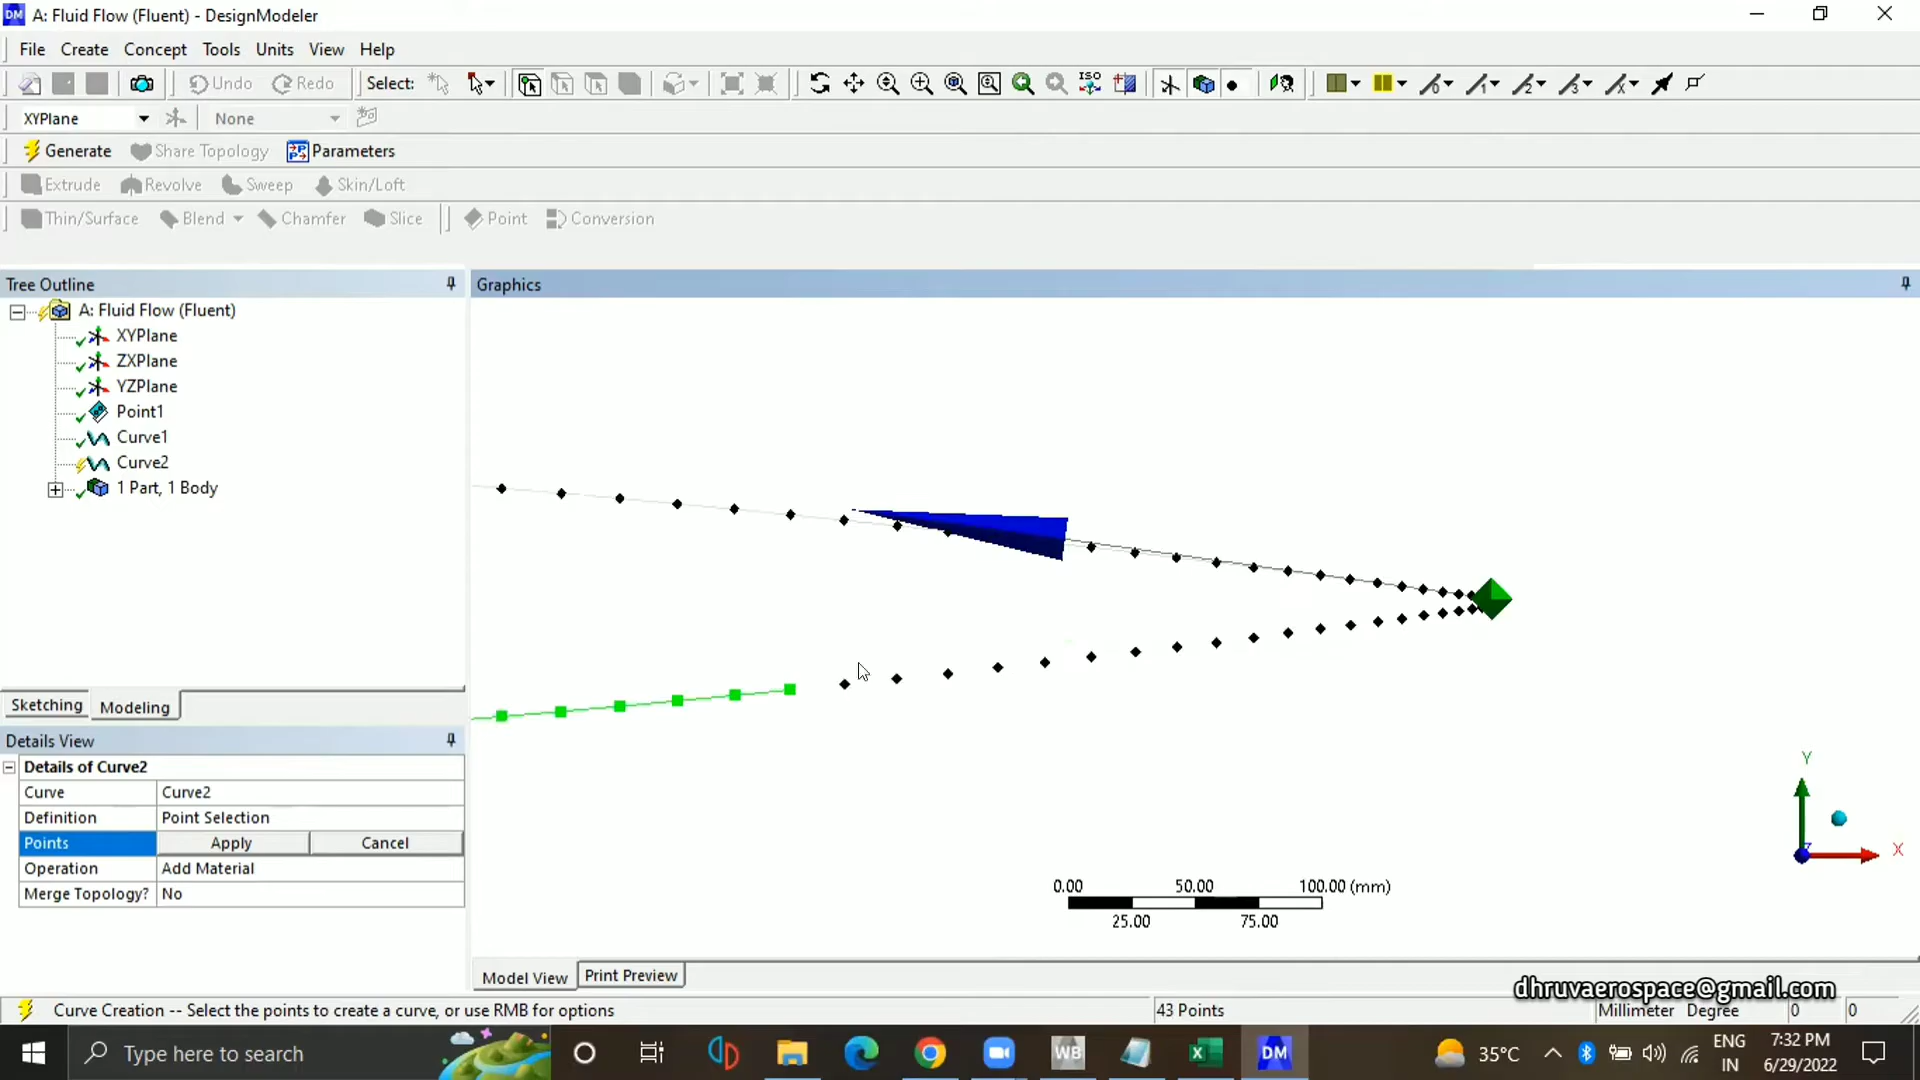 DM A: Fluid Flow (Fluent) - DesignModeler
File Create Concept Tools Units View Help
Undo Redo Select: ISO
XYPlane None
Generate Share Topology Parameters
Extrude Revolve Sweep Skin/Loft
Thin/Surface Blend Chamfer Slice Point Conversion
Tree Outline
Graphics
A: Fluid Flow (Fluent)
XYPlane
ZXPlane
YZPlane
Point1
Curve1
Curve2
1 Part, 1 Body
Sketching Modeling
Details View
Details of Curve2
Curve Curve2
Definition Point Selection
Points Apply Cancel
Operation Add Material
Merge Topology? No
Y
X
0.00 50.00 100.00 (mm)
25.00 75.00
Model View Print Preview
dhruvaerospace@gmail.com
Curve Creation -- Select the points to create a curve, or use RMB for options 43 Points Millimeter Degree 0 0
Type here to search
WB
DM
35°C
ENG
IN
7:32 PM
6/29/2022